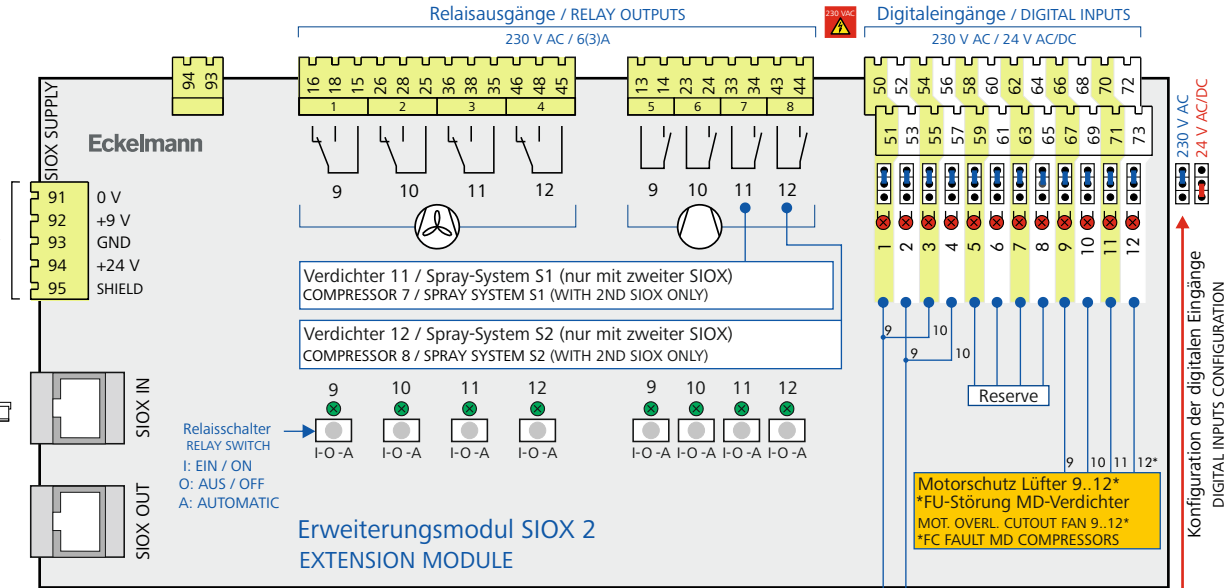 Relaisausgänge / RELAY OUTPUTS
230 V AC / 6(3)A
230 VAC
Digitaleingänge / DIGITAL INPUTS
230 V AC / 24 V AC/DC
94 93
16 18 15 26 28 25 36 38 35 46 48 45
1 2 3 4
13 14 23 24 33 34 43 44
5 6 7 8
50 52 54 56 58 60 62 64 66 68 70 72
51 53 55 57 59 61 63 65 67 69 71 73
230 V AC
24 V AC/DC
SIOX SUPPLY
Eckelmann
91 0 V
92 +9 V
93 GND
94 +24 V
95 SHIELD
9 10 11 12
9 10 11 12
1 2 3 4 5 6 7 8 9 10 11 12
Verdichter 11 / Spray-System S1 (nur mit zweiter SIOX)
COMPRESSOR 7 / SPRAY SYSTEM S1 (WITH 2ND SIOX ONLY)
Verdichter 12 / Spray-System S2 (nur mit zweiter SIOX)
COMPRESSOR 8 / SPRAY SYSTEM S2 (WITH 2ND SIOX ONLY)
9 10
9 10
Reserve
SIOX IN
9 10 11 12
9 10 11 12
Relaisschalter
RELAY SWITCH
I: EIN / ON
O: AUS / OFF
A: AUTOMATIC
I-O-A I-O-A I-O-A I-O-A
I-O-A I-O-A I-O-A I-O-A
SIOX OUT
9 10 11 12*
Motorschutz Lüfter 9..12*
*FU-Störung MD-Verdichter
MOT. OVERL. CUTOUT FAN 9..12*
*FC FAULT MD COMPRESSORS
Erweiterungsmodul SIOX 2
EXTENSION MODULE
Konfiguration der digitalen Eingänge
DIGITAL INPUTS CONFIGURATION